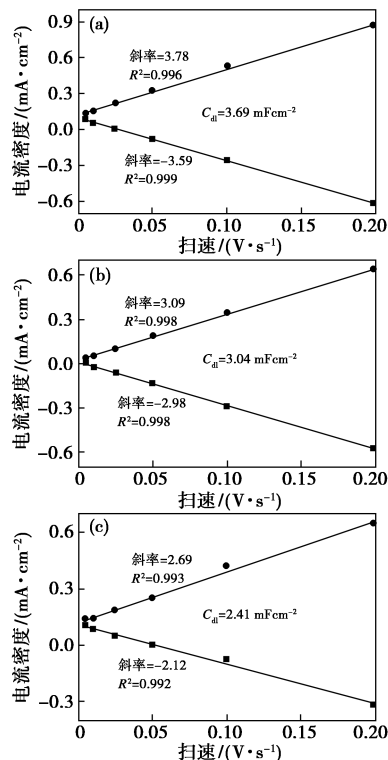 (a)
电流密度/(mA·cm⁻²)
0.9
0.6
0.3
0.0
−0.3
−0.6
斜率=3.78
R²=0.996
C_dl=3.69 mFcm⁻²
斜率=−3.59
R²=0.999
0 0.05 0.10 0.15 0.20
扫速/(V·s⁻¹)
(b)
电流密度/(mA·cm⁻²)
0.6
0.3
0.0
−0.3
−0.6
斜率=3.09
R²=0.998
C_dl=3.04 mFcm⁻²
斜率=−2.98
R²=0.998
0 0.05 0.10 0.15 0.20
扫速/(V·s⁻¹)
(c)
电流密度/(mA·cm⁻²)
0.6
0.3
0.0
−0.3
斜率=2.69
R²=0.993
C_dl=2.41 mFcm⁻²
斜率=−2.12
R²=0.992
0 0.05 0.10 0.15 0.20
扫速/(V·s⁻¹)